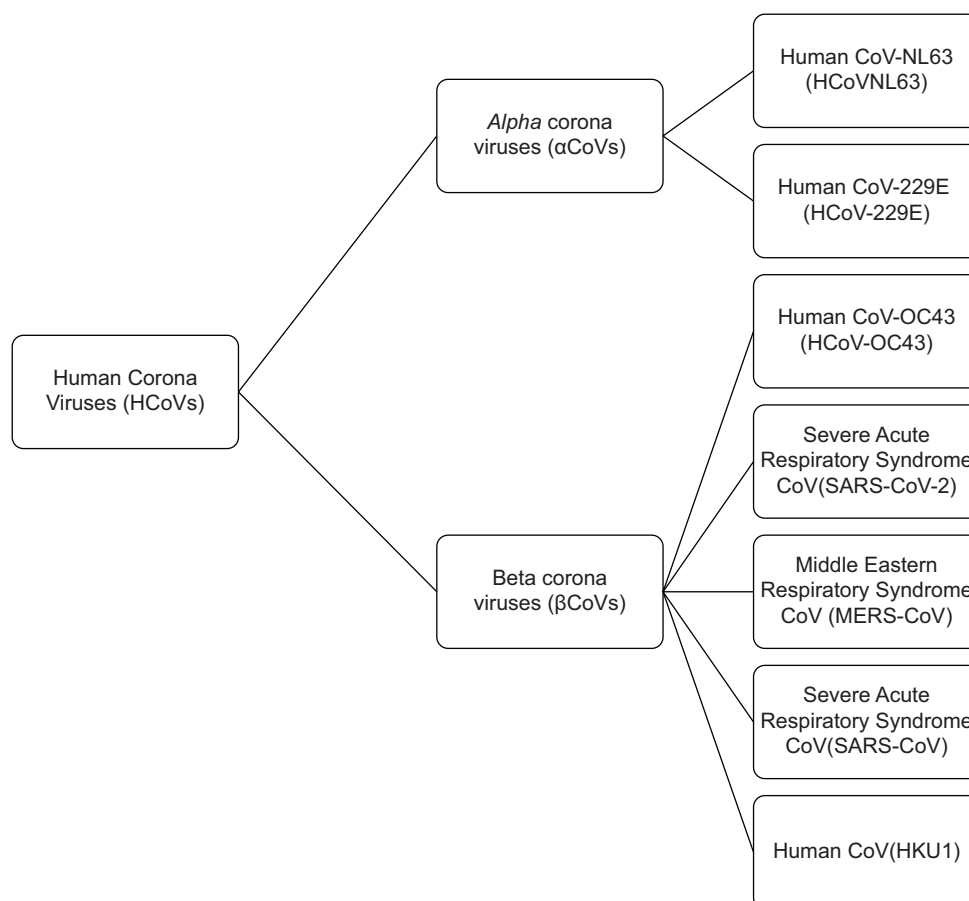 Human CoV-NL63
(HCoVNL63)
Alpha corona
viruses (αCoVs)
Human CoV-229E
(HCoV-229E)
Human CoV-OC43
(HCoV-OC43)
Human Corona
Viruses (HCoVs)
Severe Acute
Respiratory Syndrome
CoV(SARS-CoV-2)
Beta corona
viruses (βCoVs)
Middle Eastern
Respiratory Syndrome
CoV (MERS-CoV)
Severe Acute
Respiratory Syndrome
CoV(SARS-CoV)
Human CoV(HKU1)